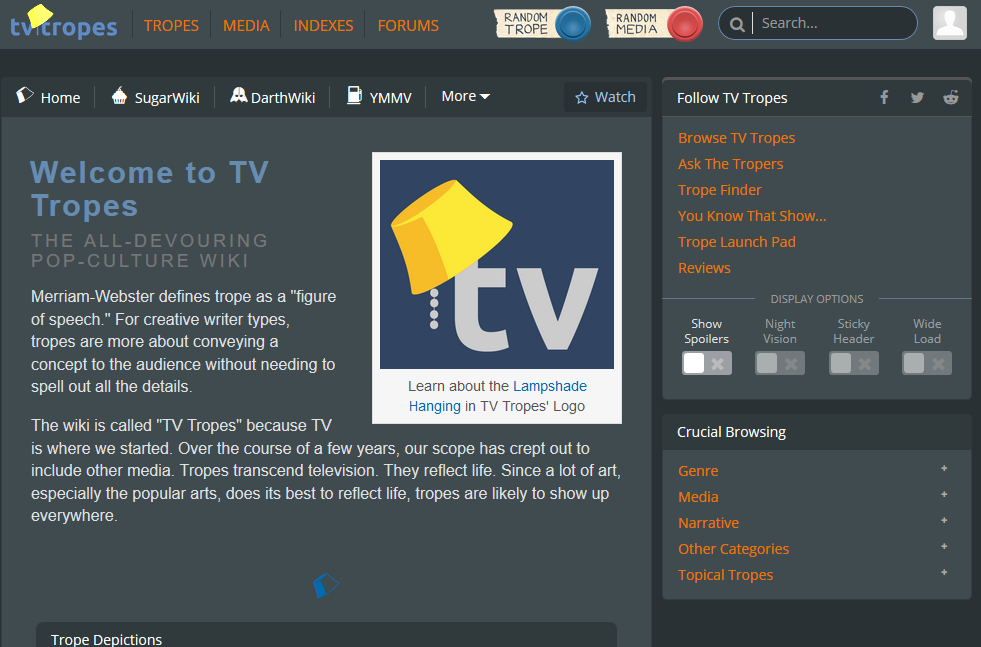 tvtropes
TROPES
MEDIA
INDEXES
FORUMS
RANDOM
TROPE
RANDOM
MEDIA
Search...
Home
SugarWiki
DarthWiki
YMMV
More
Watch
Welcome to TV
Tropes
THE ALL-DEVOURING
POP-CULTURE WIKI
tv
Learn about the Lampshade
Hanging in TV Tropes' Logo
Merriam-Webster defines trope as a "figure
of speech." For creative writer types,
tropes are more about conveying a
concept to the audience without needing to
spell out all the details.
The wiki is called "TV Tropes" because TV
is where we started. Over the course of a few years, our scope has crept out to
include other media. Tropes transcend television. They reflect life. Since a lot of art,
especially the popular arts, does its best to reflect life, tropes are likely to show up
everywhere.
Trope Depictions
Follow TV Tropes
Browse TV Tropes
Ask The Tropers
Trope Finder
You Know That Show...
Trope Launch Pad
Reviews
DISPLAY OPTIONS
Show
Spoilers
Night
Vision
Sticky
Header
Wide
Load
Crucial Browsing
Genre +
Media +
Narrative +
Other Categories +
Topical Tropes +